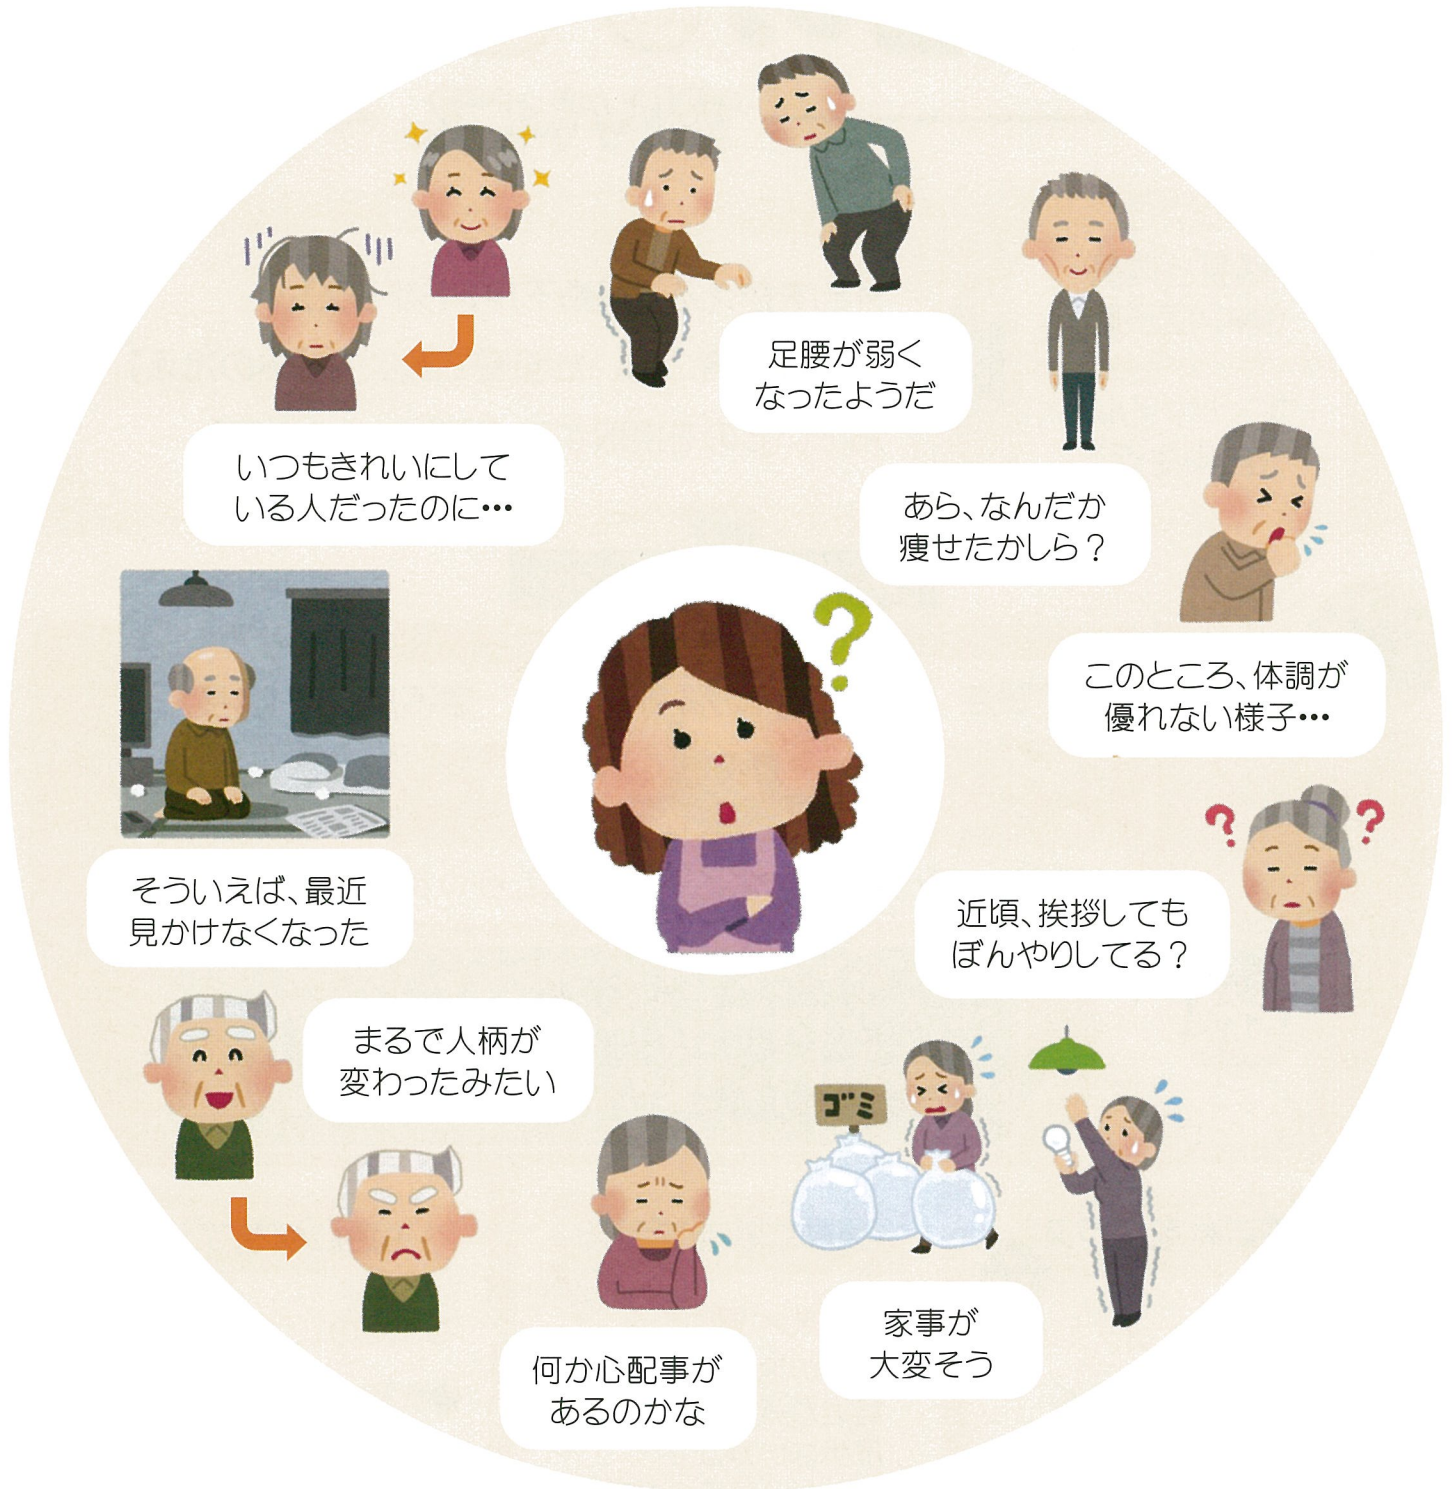 足腰が弱く
なったようだ
いつもきれいにして
いる人だったのに…
あら、なんだか
痩せたかしら？
このところ、体調が
優れない様子…
そういえば、最近
見かけなくなった
近頃、挨拶しても
ぼんやりしてる？
まるで人柄が
変わったみたい
ゴミ
家事が
大変そう
何か心配事が
あるのかな